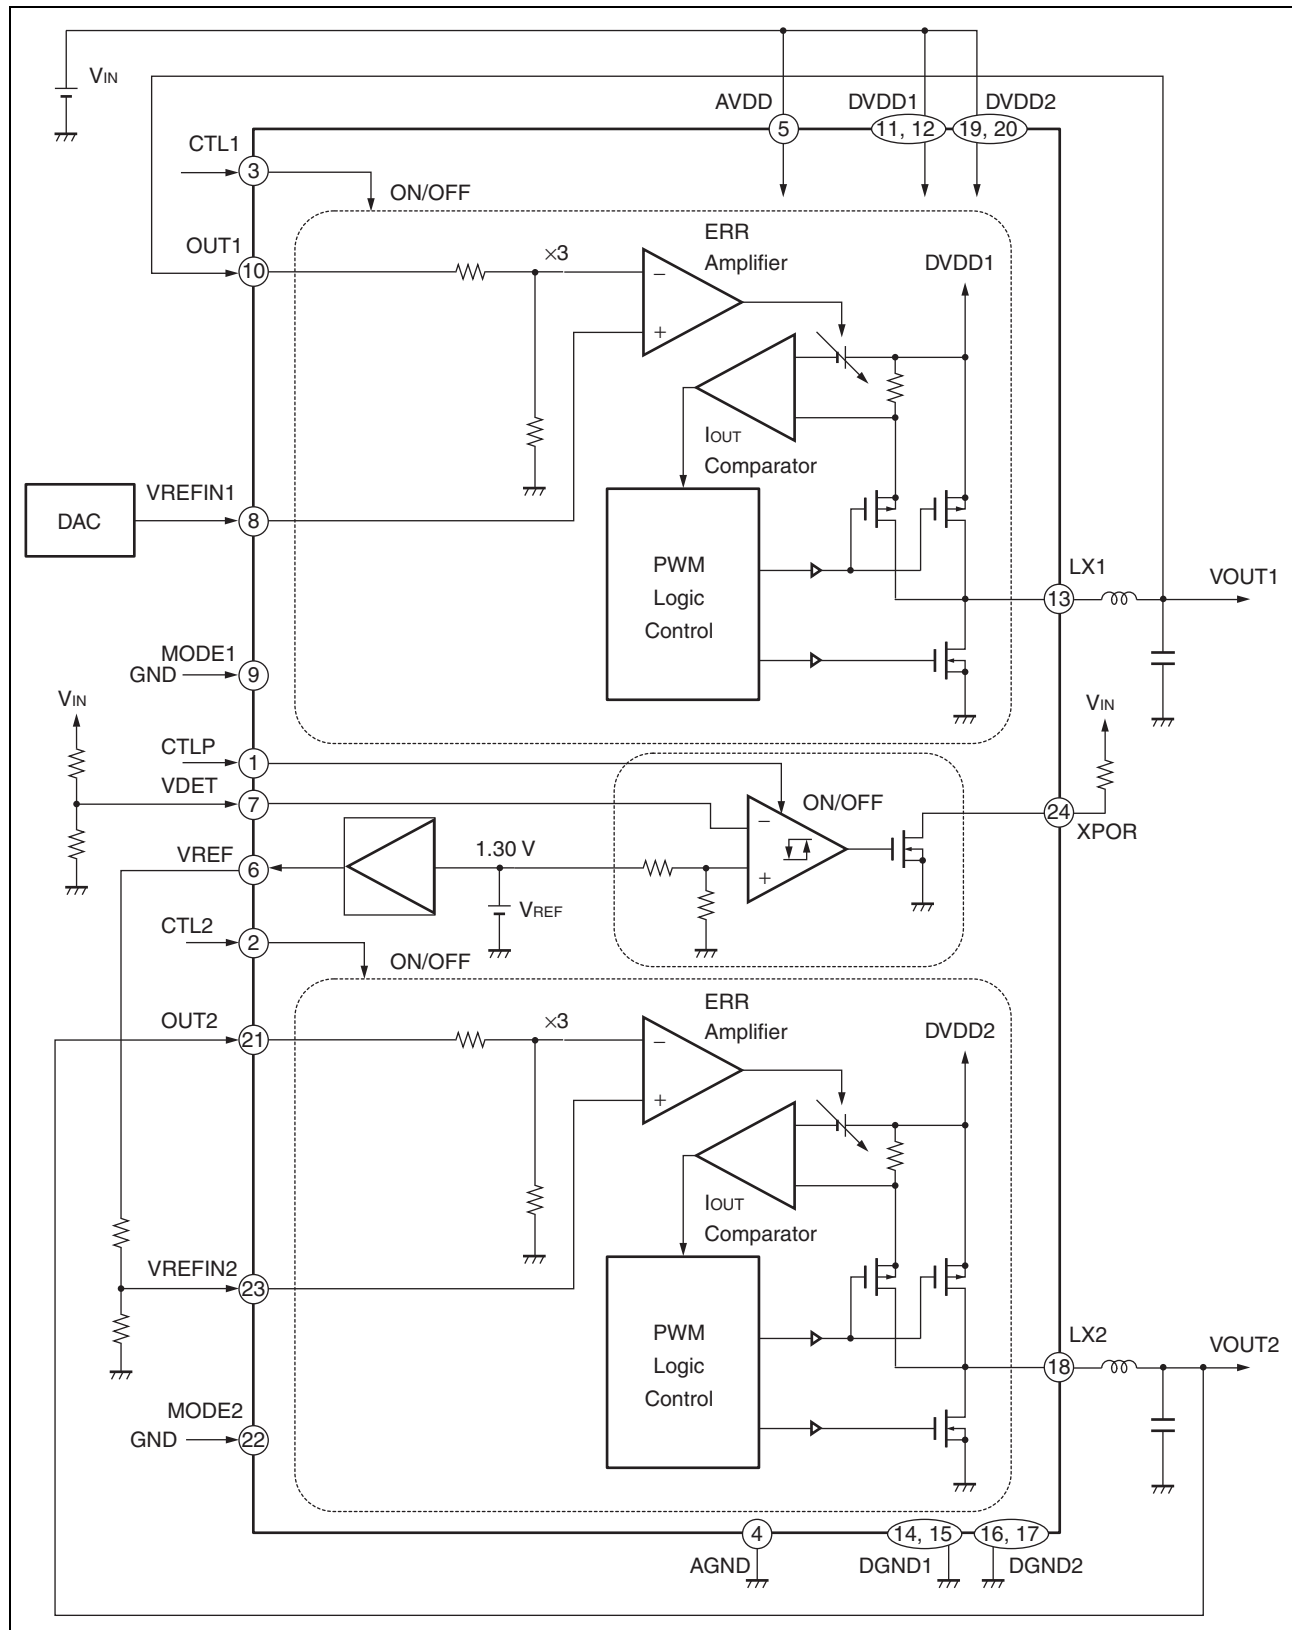 VIN
AVDD
DVDD1
DVDD2
5
11, 12
19, 20
CTL1
3
ON/OFF
OUT1
10
×3
ERR
Amplifier
−
+
DVDD1
IOUT
Comparator
DAC
VREFIN1
8
PWM
Logic
Control
LX1
13
VOUT1
MODE1
GND
9
VIN
VIN
CTLP
1
ON/OFF
VDET
7
−
+
24
XPOR
VREF
6
1.30 V
VREF
CTL2
2
ON/OFF
OUT2
21
×3
ERR
Amplifier
−
+
DVDD2
IOUT
Comparator
VREFIN2
23
PWM
Logic
Control
LX2
18
VOUT2
MODE2
GND
22
4
14, 15
16, 17
AGND
DGND1
DGND2